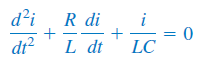 d²i/dt² + R/L di/dt + i/LC = 0